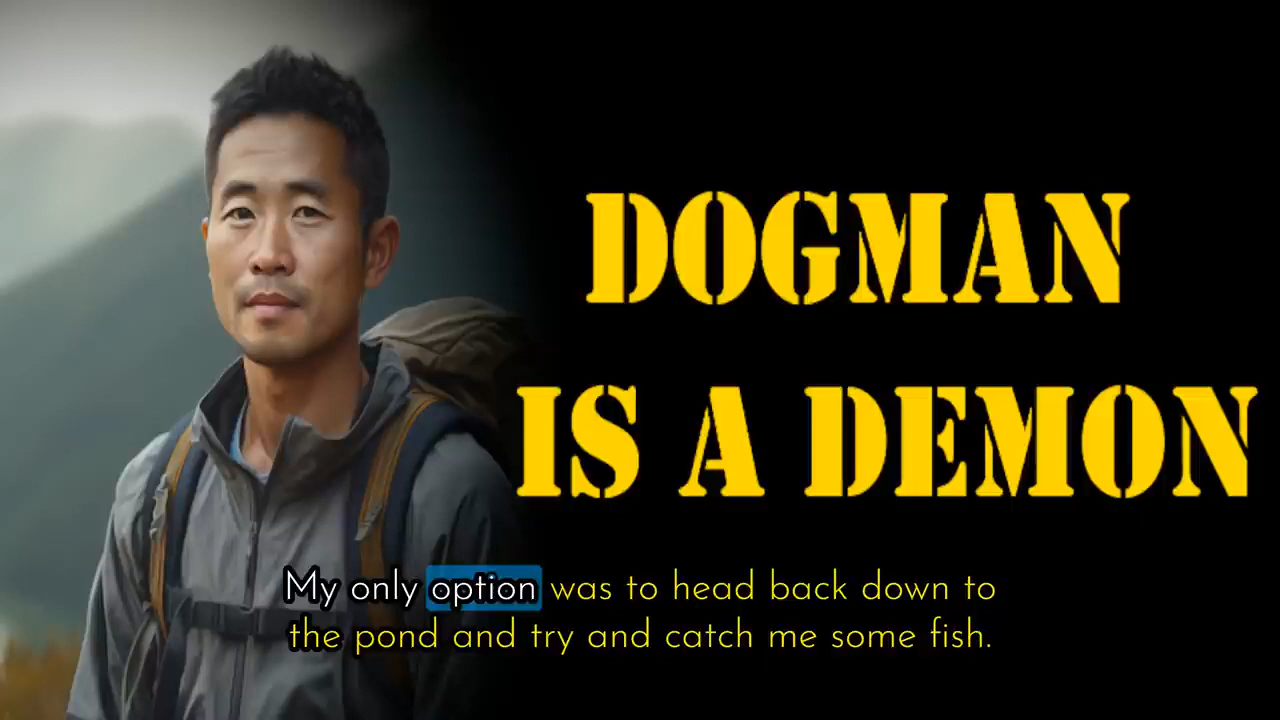 DOGMAN
IS A DEMON
My only option was to head back down to
the pond and try and catch me some fish.